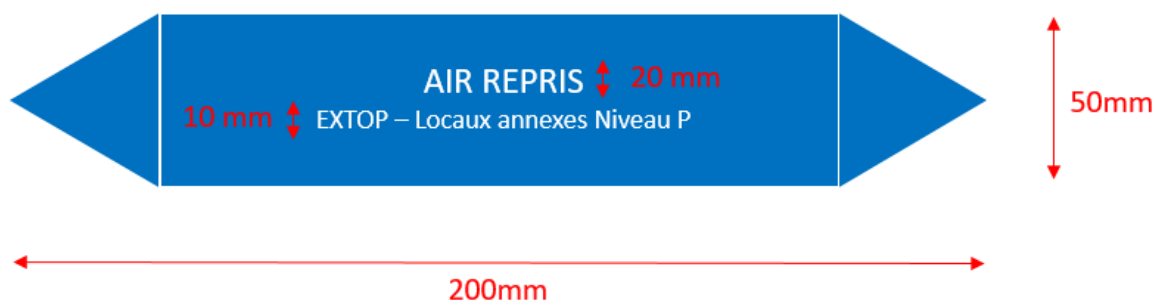 AIR REPRIS 20 mm
10 mm EXTOP – Locaux annexes Niveau P
50mm
200mm